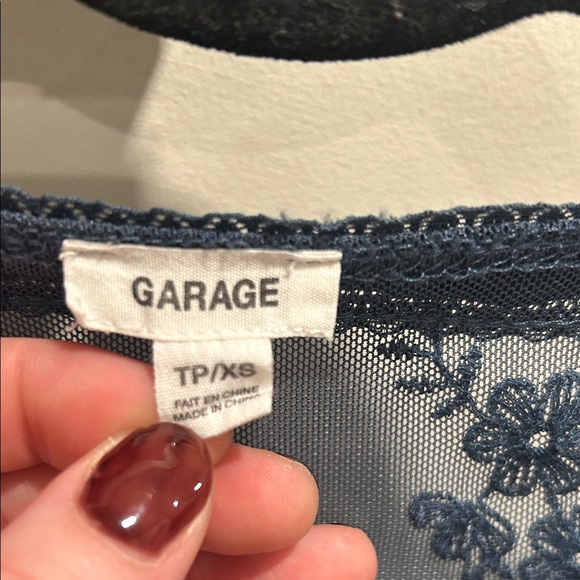 GARAGE
TP/XS
FAIT EN CHINE
MADE IN CHINA